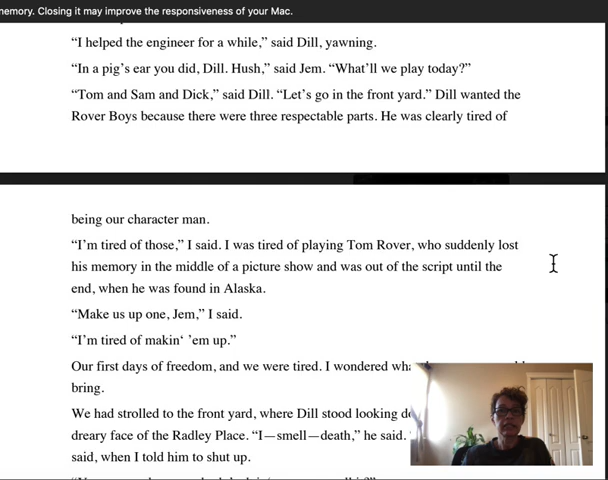 memory. Closing it may improve the responsiveness of your Mac.
“I helped the engineer for a while,” said Dill, yawning.
“In a pig’s ear you did, Dill. Hush,” said Jem. “What’ll we play today?”
“Tom and Sam and Dick,” said Dill. “Let’s go in the front yard.” Dill wanted the
Rover Boys because there were three respectable parts. He was clearly tired of
being our character man.
“I’m tired of those,” I said. I was tired of playing Tom Rover, who suddenly lost
his memory in the middle of a picture show and was out of the script until the
end, when he was found in Alaska.
“Make us up one, Jem,” I said.
“I’m tired of makin‘ ’em up.”
Our first days of freedom, and we were tired. I wondered
bring.
We had strolled to the front yard, where Dill stood looking
dreary face of the Radley Place. “I—smell—death,” he said.
said, when I told him to shut up.